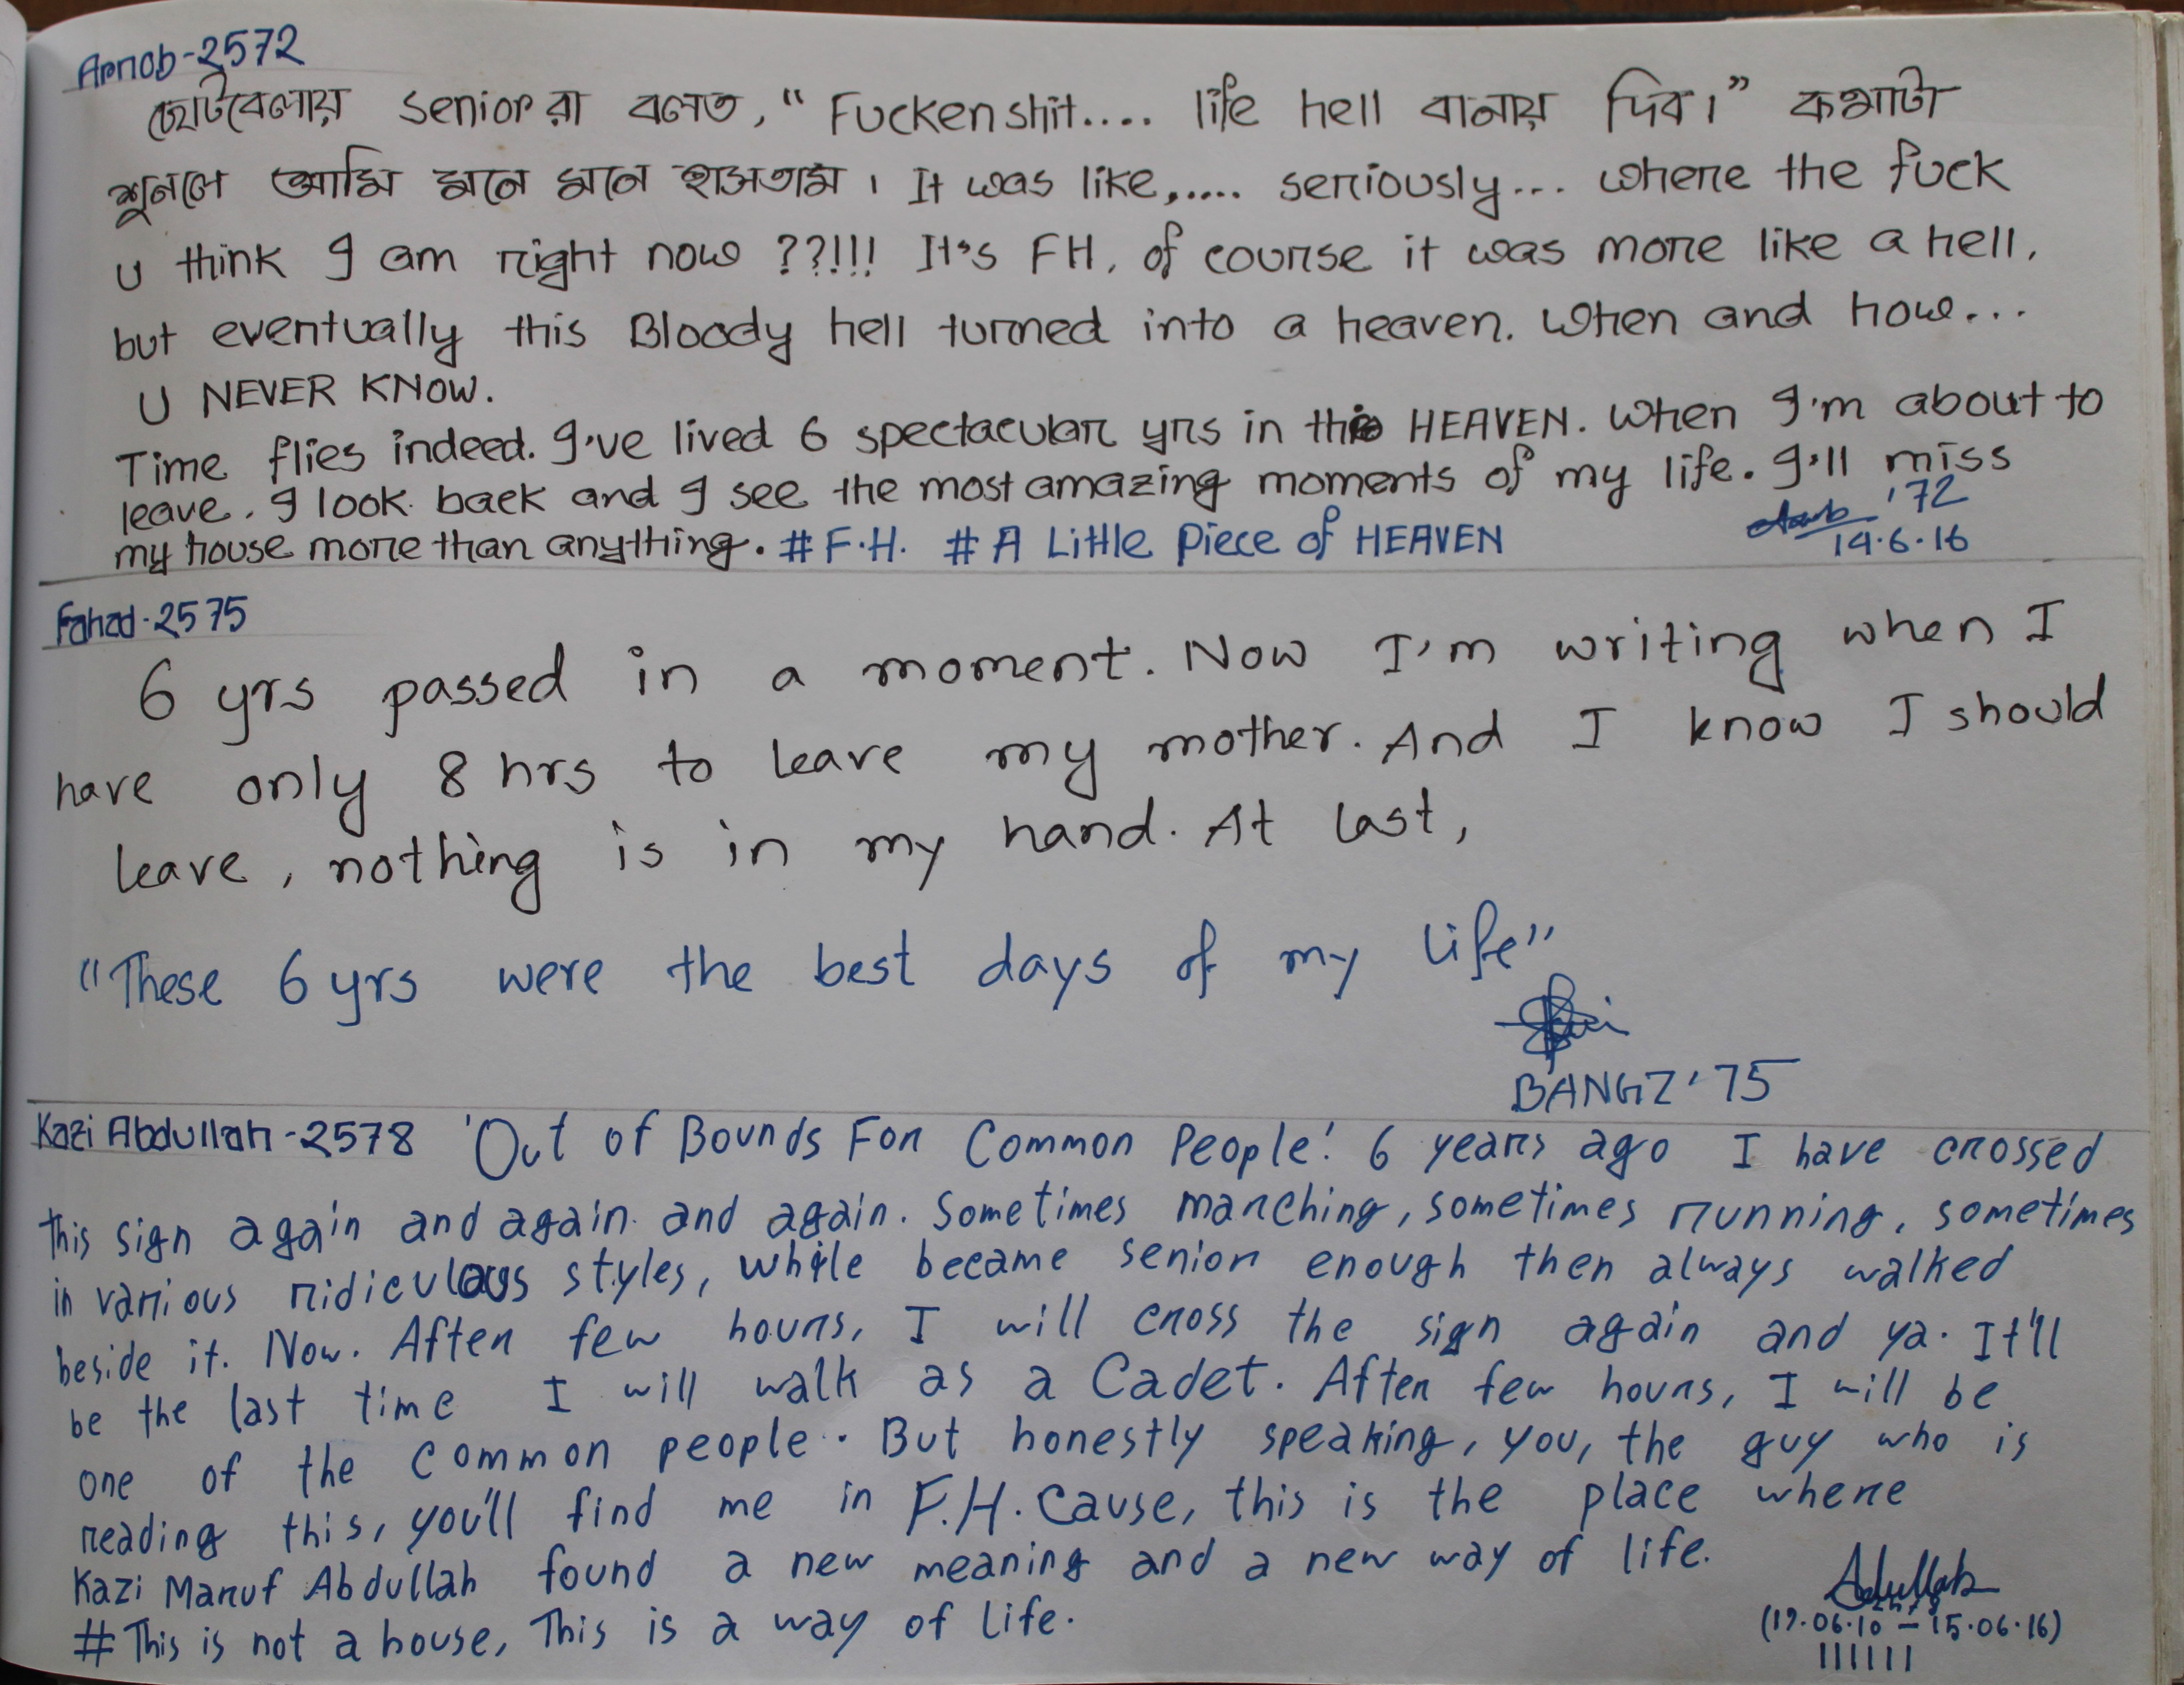 Arnob-2572
ছোটবেলায় senior রা বলত, "Fucken shit.... life hell বানায় দিব।" কথাটা
শুনলে আমি মনে মনে হাসতাম। It was like,..... seriously... where the fuck
u think I am right now ??!!! It's FH, of course it was more like a hell,
but eventually this Bloody hell turned into a heaven. When and how...
U NEVER KNOW.
Time flies indeed. I've lived 6 spectacular yrs in this HEAVEN. When I'm about to
leave, I look back and I see the most amazing moments of my life. I'll miss
my house more than anything. #F.H. #A Little Piece of HEAVEN
'72
14.6.16
Fahad-2575
6 yrs passed in a moment. Now I'm writing when I
have only 8 hrs to leave my mother. And I know I should
leave, nothing is in my hand. At last,
"These 6 yrs were the best days of my life"
BANGZ '75
Kazi Abdullah-2578 'Out of Bounds For Common People'. 6 years ago I have crossed
this sign again and again and again. Sometimes marching, sometimes running, sometimes
in various ridiculous styles, while became senior enough then always walked
beside it. Now. After few hours, I will cross the sign again and ya. It'll
be the last time I will walk as a Cadet. After few hours, I will be
one of the common people. But honestly speaking, you, the guy who is
reading this, you'll find me in F.H. Cause, this is the place where
Kazi Maruf Abdullah found a new meaning and a new way of life.
#This is not a house, This is a way of life.
Abdullah
2578
(17.06.10 - 15.06.16)